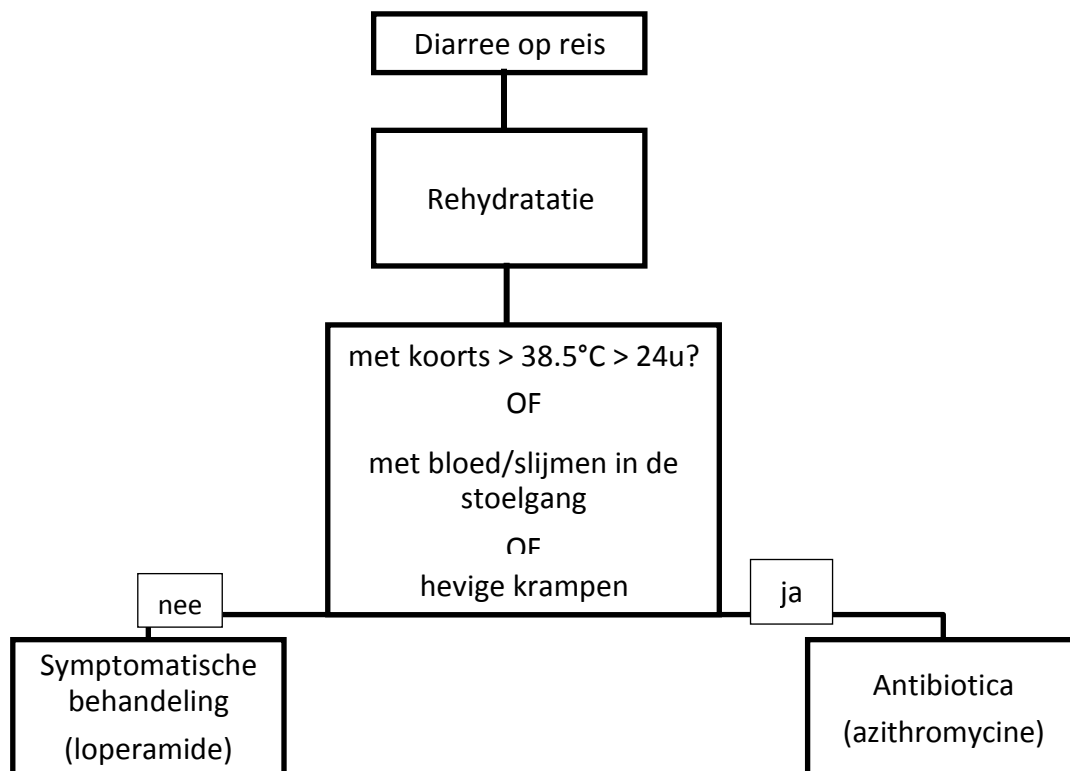 Diarree op reis
Rehydratatie
met koorts > 38.5°C > 24u?
OF
met bloed/slijmen in de
stoelgang
OF
hevige krampen
nee
ja
Symptomatische
behandeling
(loperamide)
Antibiotica
(azithromycine)